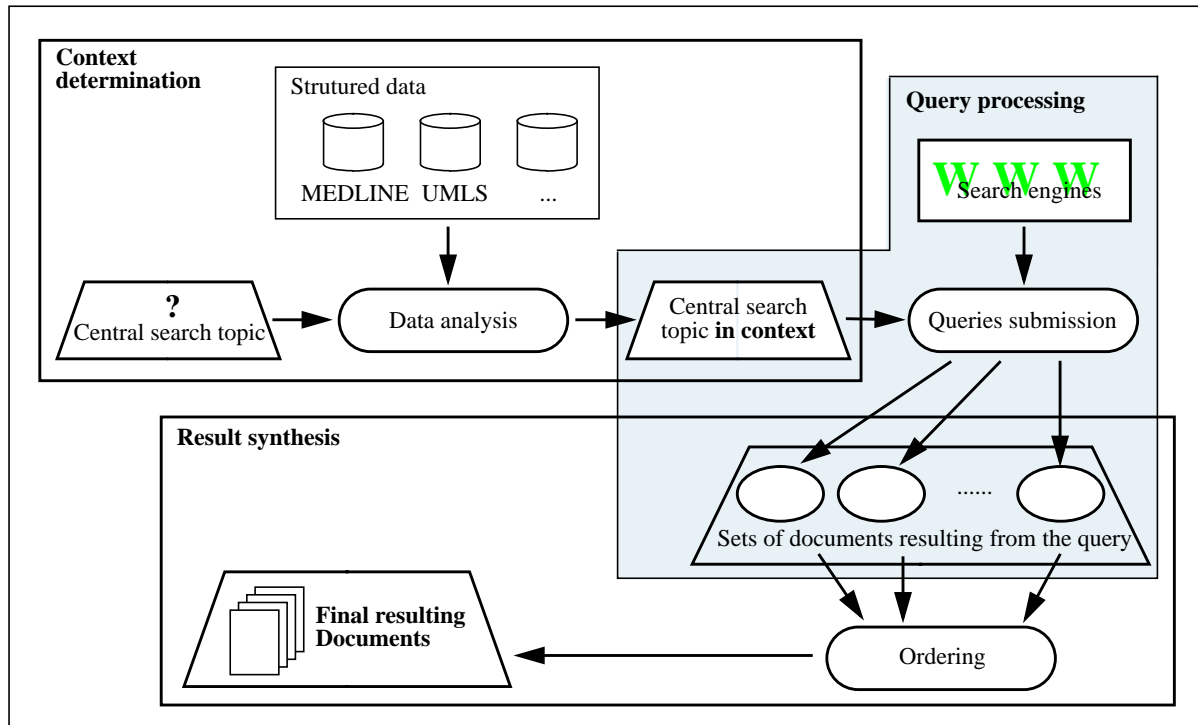 Context
determination
Strutured data
MEDLINE UMLS ...
?
Central search topic
Data analysis
Central search
topic in context
Query processing
W W W
Search engines
Queries submission
Result synthesis
......
Sets of documents resulting from the query
Final resulting
Documents
Ordering